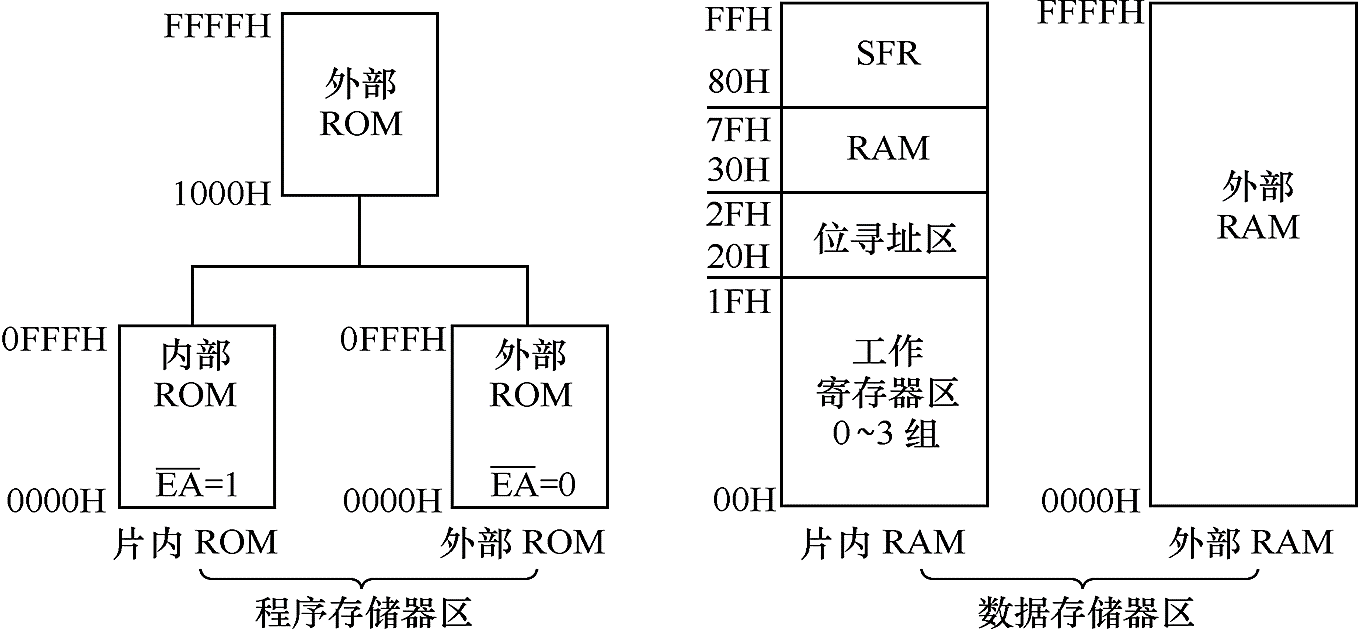 FFFFH
外部
ROM
1000H
0FFFH
内部
ROM
EA=1
0000H
片内 ROM
0FFFH
外部
ROM
EA=0
0000H
外部 ROM
程序存储器区
FFH
SFR
80H
7FH
RAM
30H
2FH
位寻址区
20H
1FH
工作
寄存器区
0~3 组
00H
片内 RAM
FFFFH
外部
RAM
0000H
外部 RAM
数据存储器区